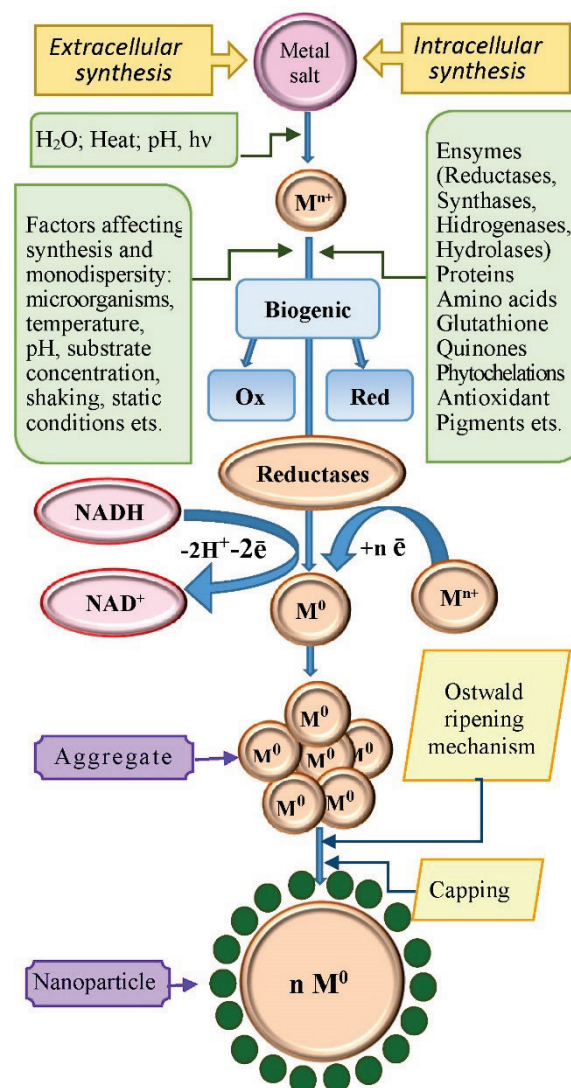 Extracellular
synthesis
Metal
salt
Intracellular
synthesis
H₂O; Heat; pH, hν
Mⁿ⁺
Factors affecting
synthesis and
monodispersity:
microorganisms,
temperature,
pH, substrate
concentration,
shaking, static
conditions ets.
Enzymes
(Reductases,
Synthases,
Hidrogenases,
Hydrolases)
Proteins
Amino acids
Glutathione
Quinones
Phytochelations
Antioxidant
Pigments ets.
Biogenic
Ox
Red
Reductases
NADH
-2H⁺-2ē
+n ē
NAD⁺
M⁰
Mⁿ⁺
Ostwald
ripening
mechanism
Aggregate
M⁰
M⁰
M⁰
M⁰
M⁰
M⁰
Capping
Nanoparticle
n M⁰